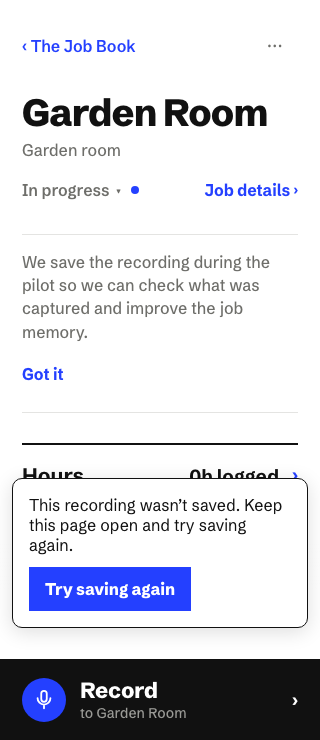 ‹ The Job Book ···
Garden Room
Garden room
In progress ▾ Job details ›
We save the recording during the
pilot so we can check what was
captured and improve the job
memory.
Got it
Hours 0h logged ›
This recording wasn’t saved. Keep
this page open and try saving
again.
Try saving again
Record
to Garden Room ›